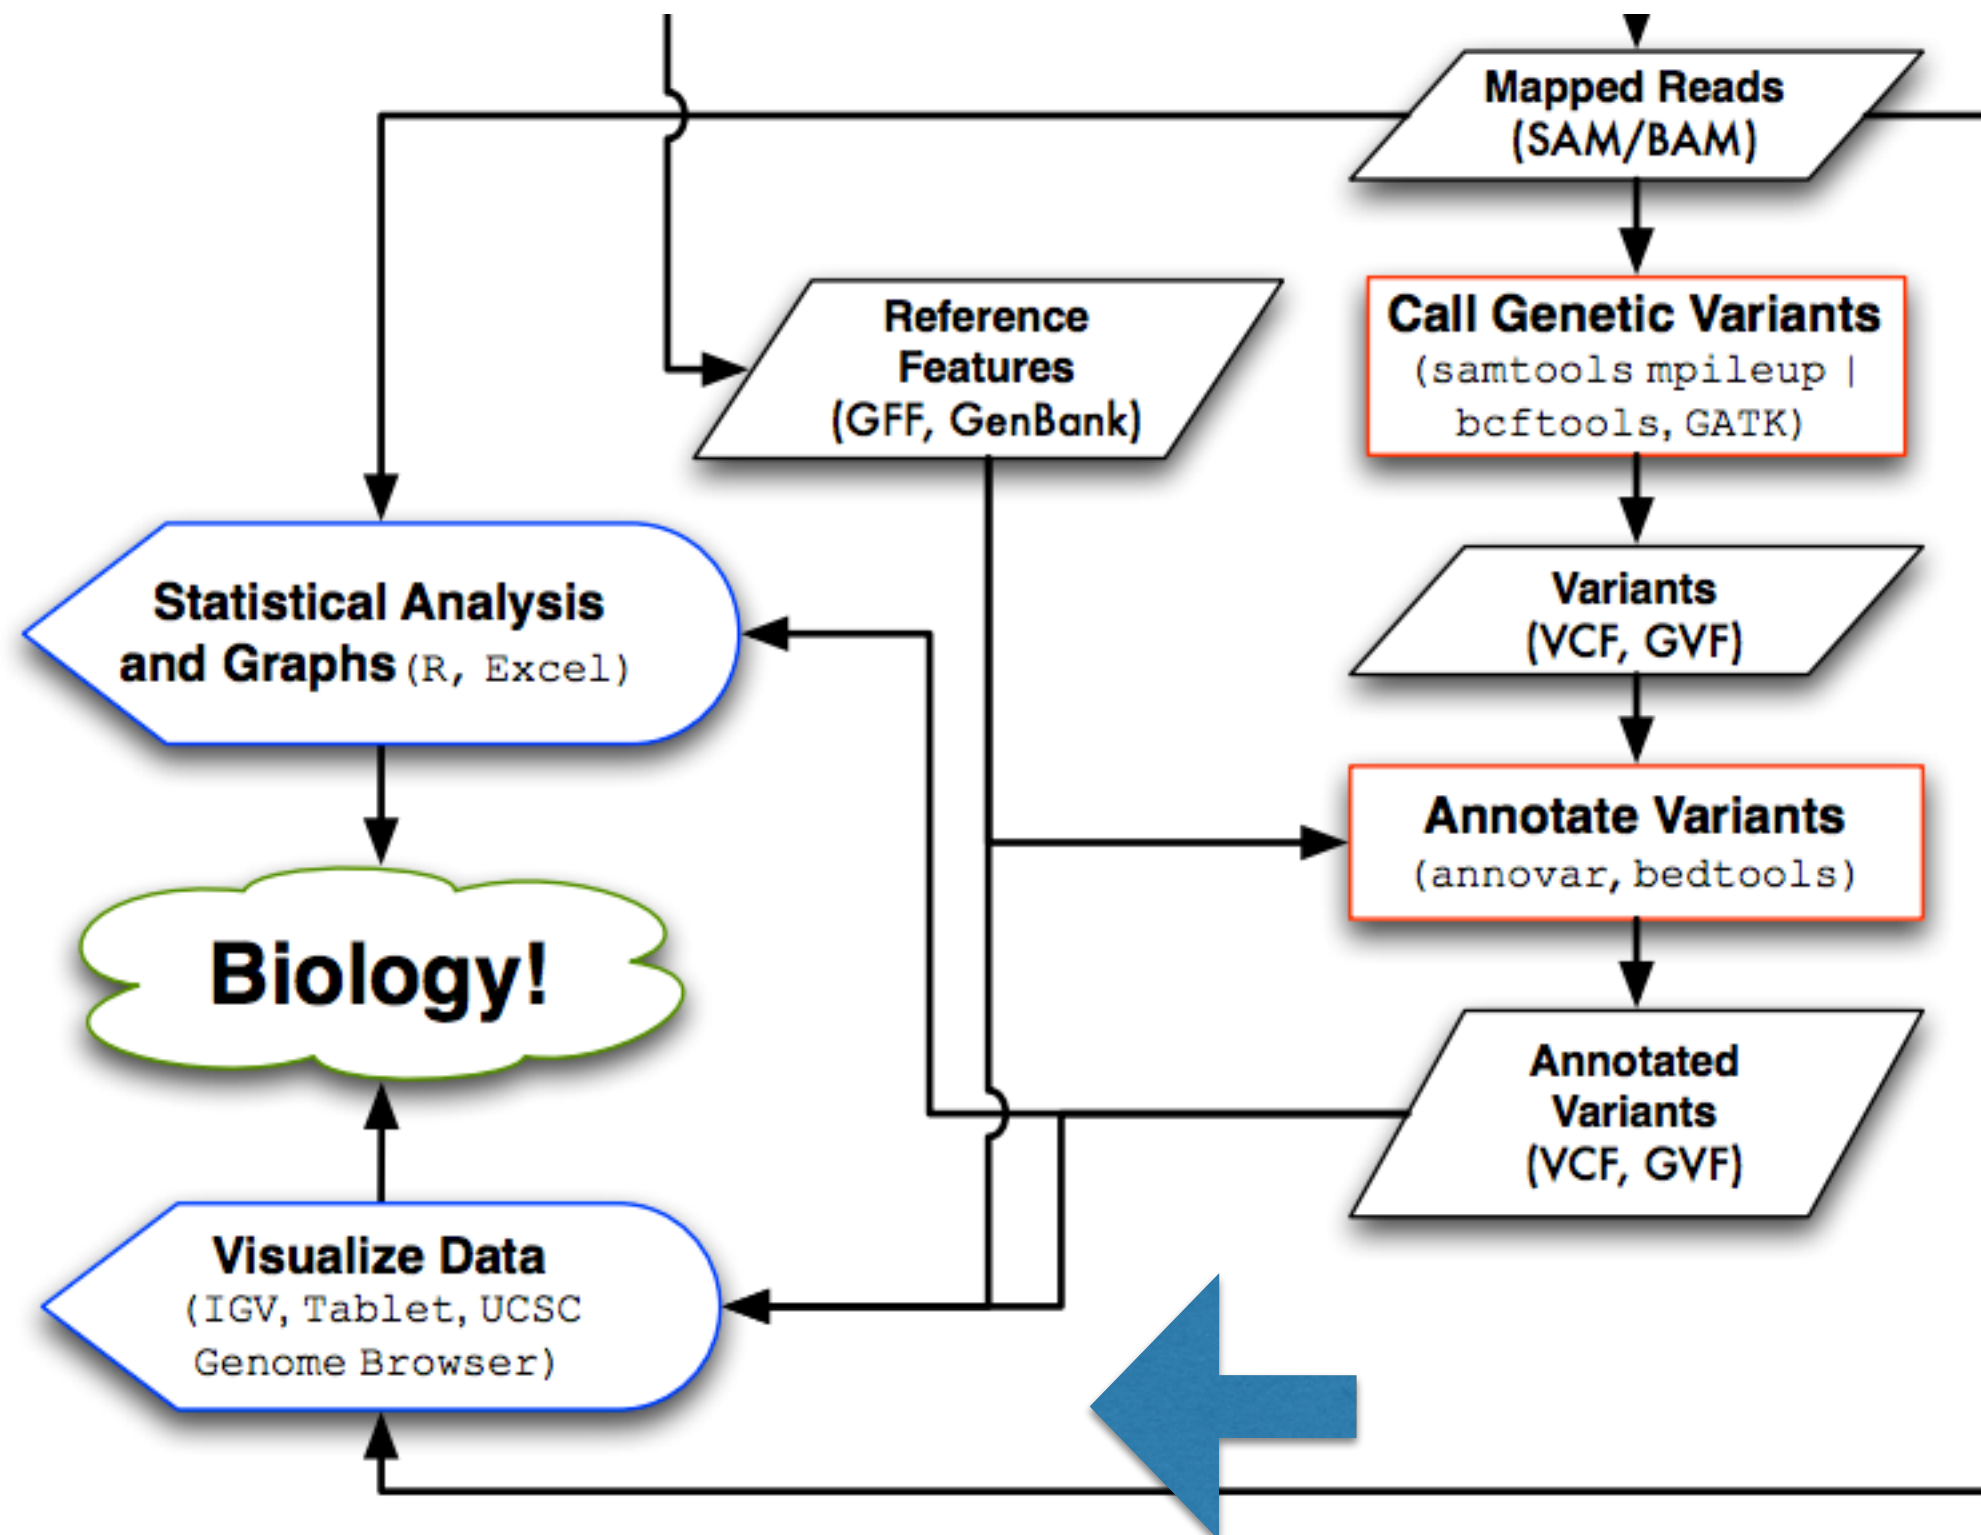 Mapped Reads
(SAM/BAM)
Reference
Features
(GFF, GenBank)
Call Genetic Variants
(samtools mpileup |
bcftools, GATK)
Statistical Analysis
and Graphs (R, Excel)
Variants
(VCF, GVF)
Annotate Variants
(annovar, bedtools)
Biology!
Annotated
Variants
(VCF, GVF)
Visualize Data
(IGV, Tablet, UCSC
Genome Browser)